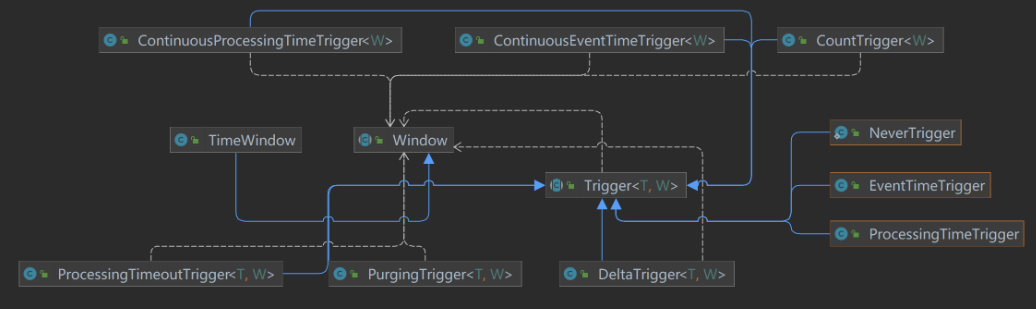 ContinuousProcessingTimeTrigger<W>
ContinuousEventTimeTrigger<W>
CountTrigger<W>
TimeWindow
Window
NeverTrigger
Trigger<T, W>
EventTimeTrigger
ProcessingTimeTrigger
ProcessingTimeoutTrigger<T, W>
PurgingTrigger<T, W>
DeltaTrigger<T, W>